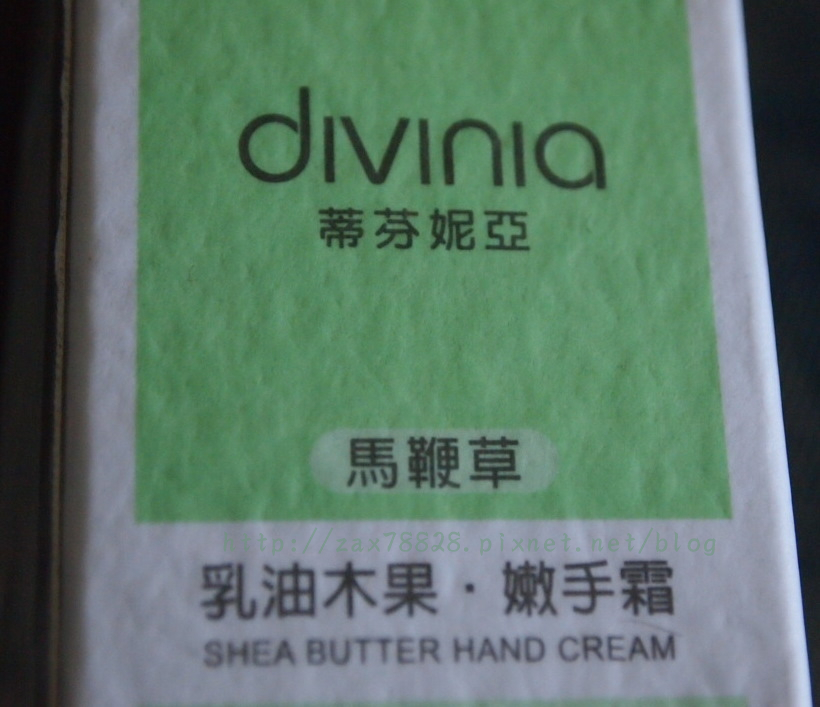 divinia
蒂芬妮亞
馬鞭草
http://zax78828.pixnet.net/blog
乳油木果·嫩手霜
SHEA BUTTER HAND CREAM